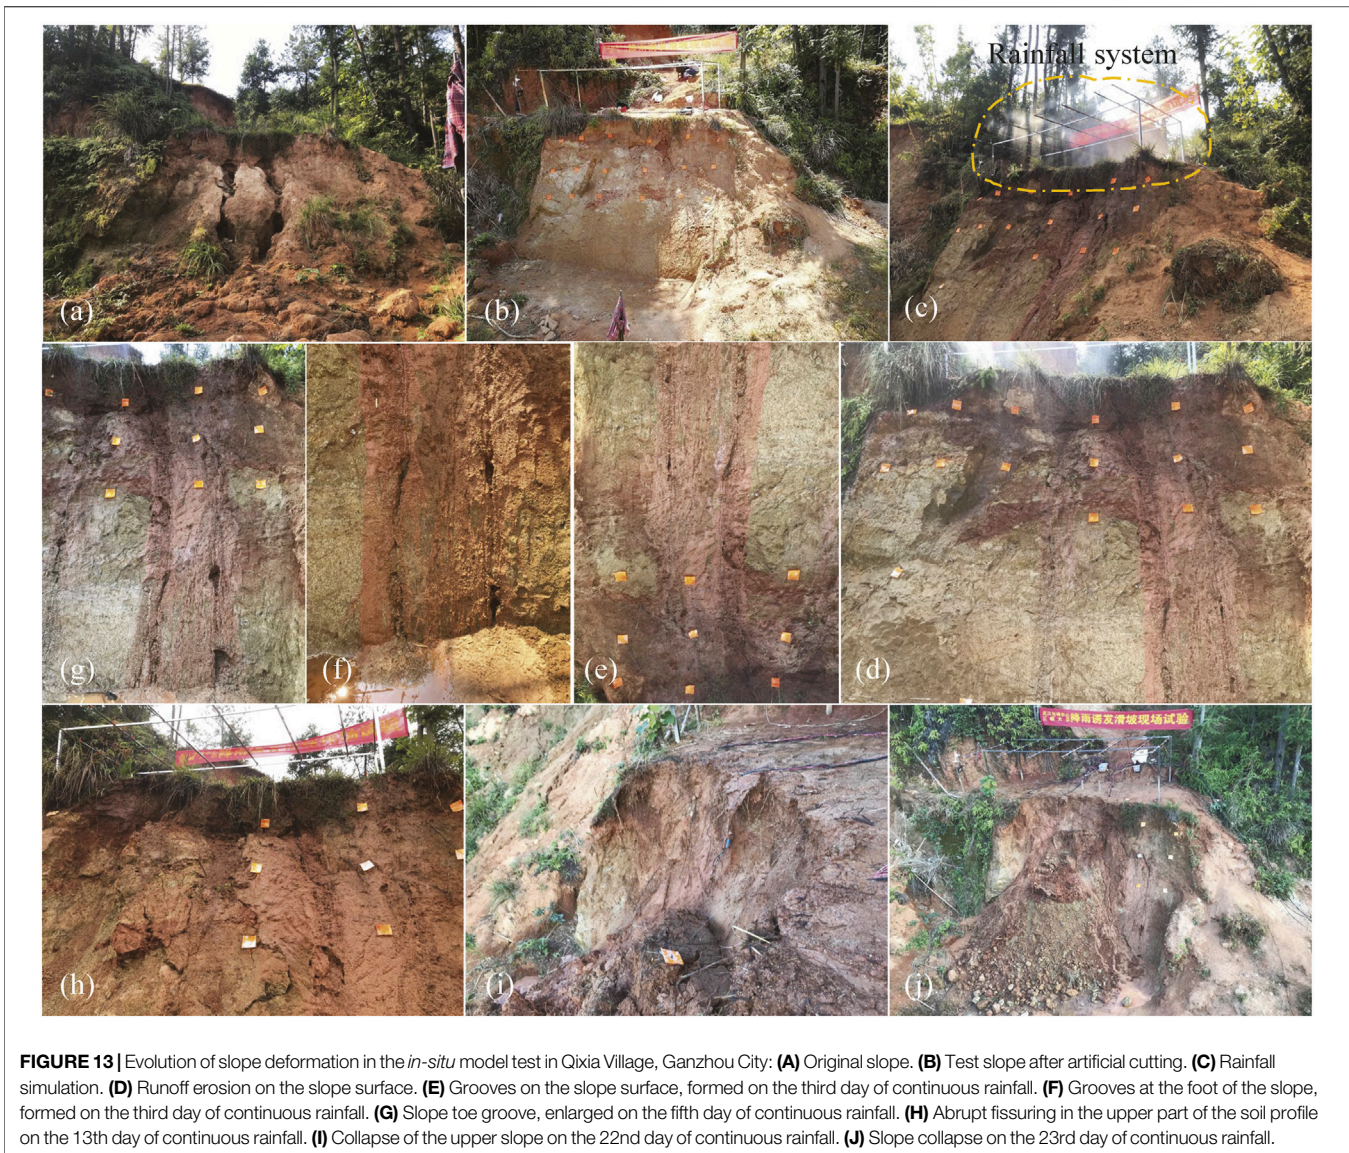 Rainfall system
(a)
(b)
(c)
(g)
(f)
(e)
(d)
降雨诱发滑坡现场试验
(h)
(i)
(j)
FIGURE 13 | Evolution of slope deformation in the in-situ model test in Qixia Village, Ganzhou City: (A) Original slope. (B) Test slope after artificial cutting. (C) Rainfall
simulation. (D) Runoff erosion on the slope surface. (E) Grooves on the slope surface, formed on the third day of continuous rainfall. (F) Grooves at the foot of the slope,
formed on the third day of continuous rainfall. (G) Slope toe groove, enlarged on the fifth day of continuous rainfall. (H) Abrupt fissuring in the upper part of the soil profile
on the 13th day of continuous rainfall. (I) Collapse of the upper slope on the 22nd day of continuous rainfall. (J) Slope collapse on the 23rd day of continuous rainfall.